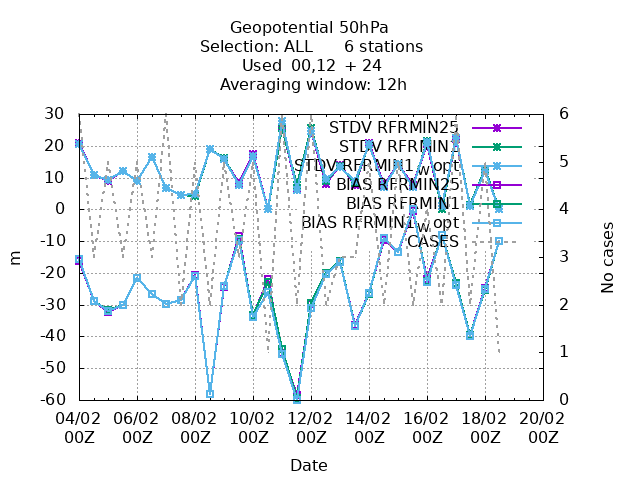 Geopotential 50hPa
Selection: ALL 6 stations
Used 00,12 + 24
Averaging window: 12h
30 6
STDV RFRMIN25
STDV RFRMIN1
20 5
STDV RFRMIN1wopt
10
BIAS RFRMIN25
BIAS RFRMIN1
0 4
BIAS RFRMIN1wopt
CASES
-10 3
m
No cases
-20
-30 2
-40
-50 1
-60 0
04/02 06/02 08/02 10/02 12/02 14/02 16/02 18/02 20/02
00Z 00Z 00Z 00Z 00Z 00Z 00Z 00Z 00Z
Date